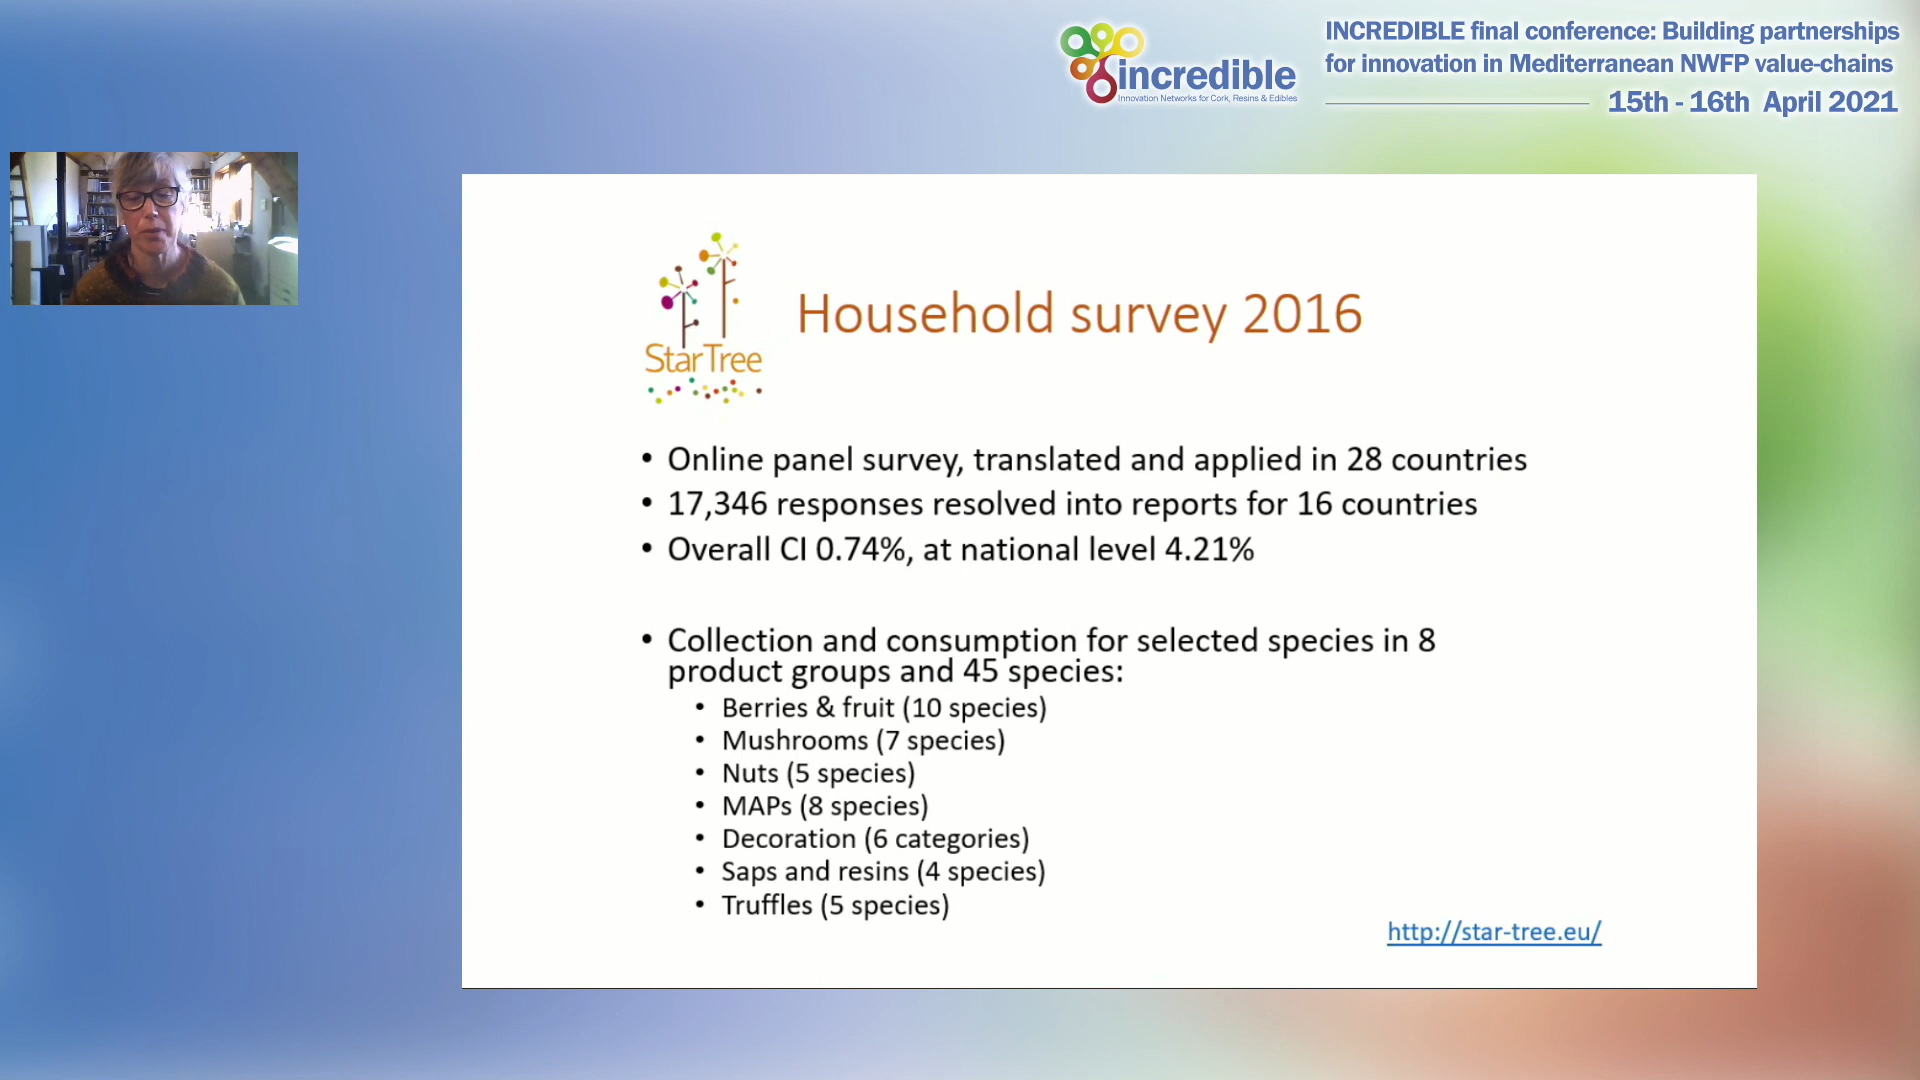 incredible
Innovation Networks for Cork, Resins & Edibles
INCREDIBLE final conference: Building partnerships
for innovation in Mediterranean NWFP value-chains
15th - 16th April 2021
StarTree
Household survey 2016
• Online panel survey, translated and applied in 28 countries
• 17,346 responses resolved into reports for 16 countries
• Overall CI 0.74%, at national level 4.21%
• Collection and consumption for selected species in 8
product groups and 45 species:
• Berries & fruit (10 species)
• Mushrooms (7 species)
• Nuts (5 species)
• MAPs (8 species)
• Decoration (6 categories)
• Saps and resins (4 species)
• Truffles (5 species)
http://star-tree.eu/